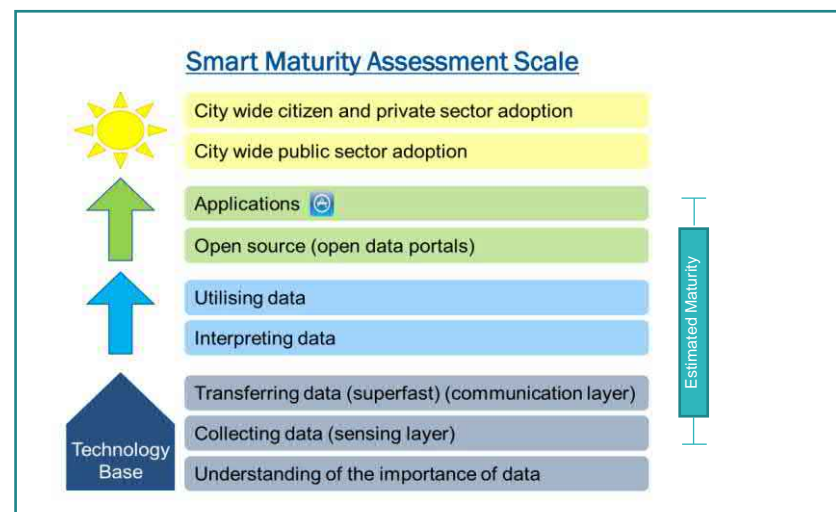 Smart Maturity Assessment Scale
City wide citizen and private sector adoption
City wide public sector adoption
Applications
Open source (open data portals)
Utilising data
Interpreting data
Transferring data (superfast) (communication layer)
Collecting data (sensing layer)
Understanding of the importance of data
Technology
Base
Estimated Maturity